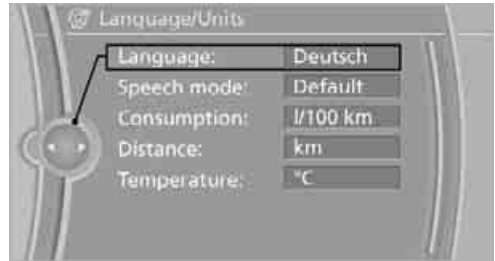 Language/Units
Language: Deutsch
Speech mode: Default
Consumption: l/100 km
Distance: km
Temperature: °C